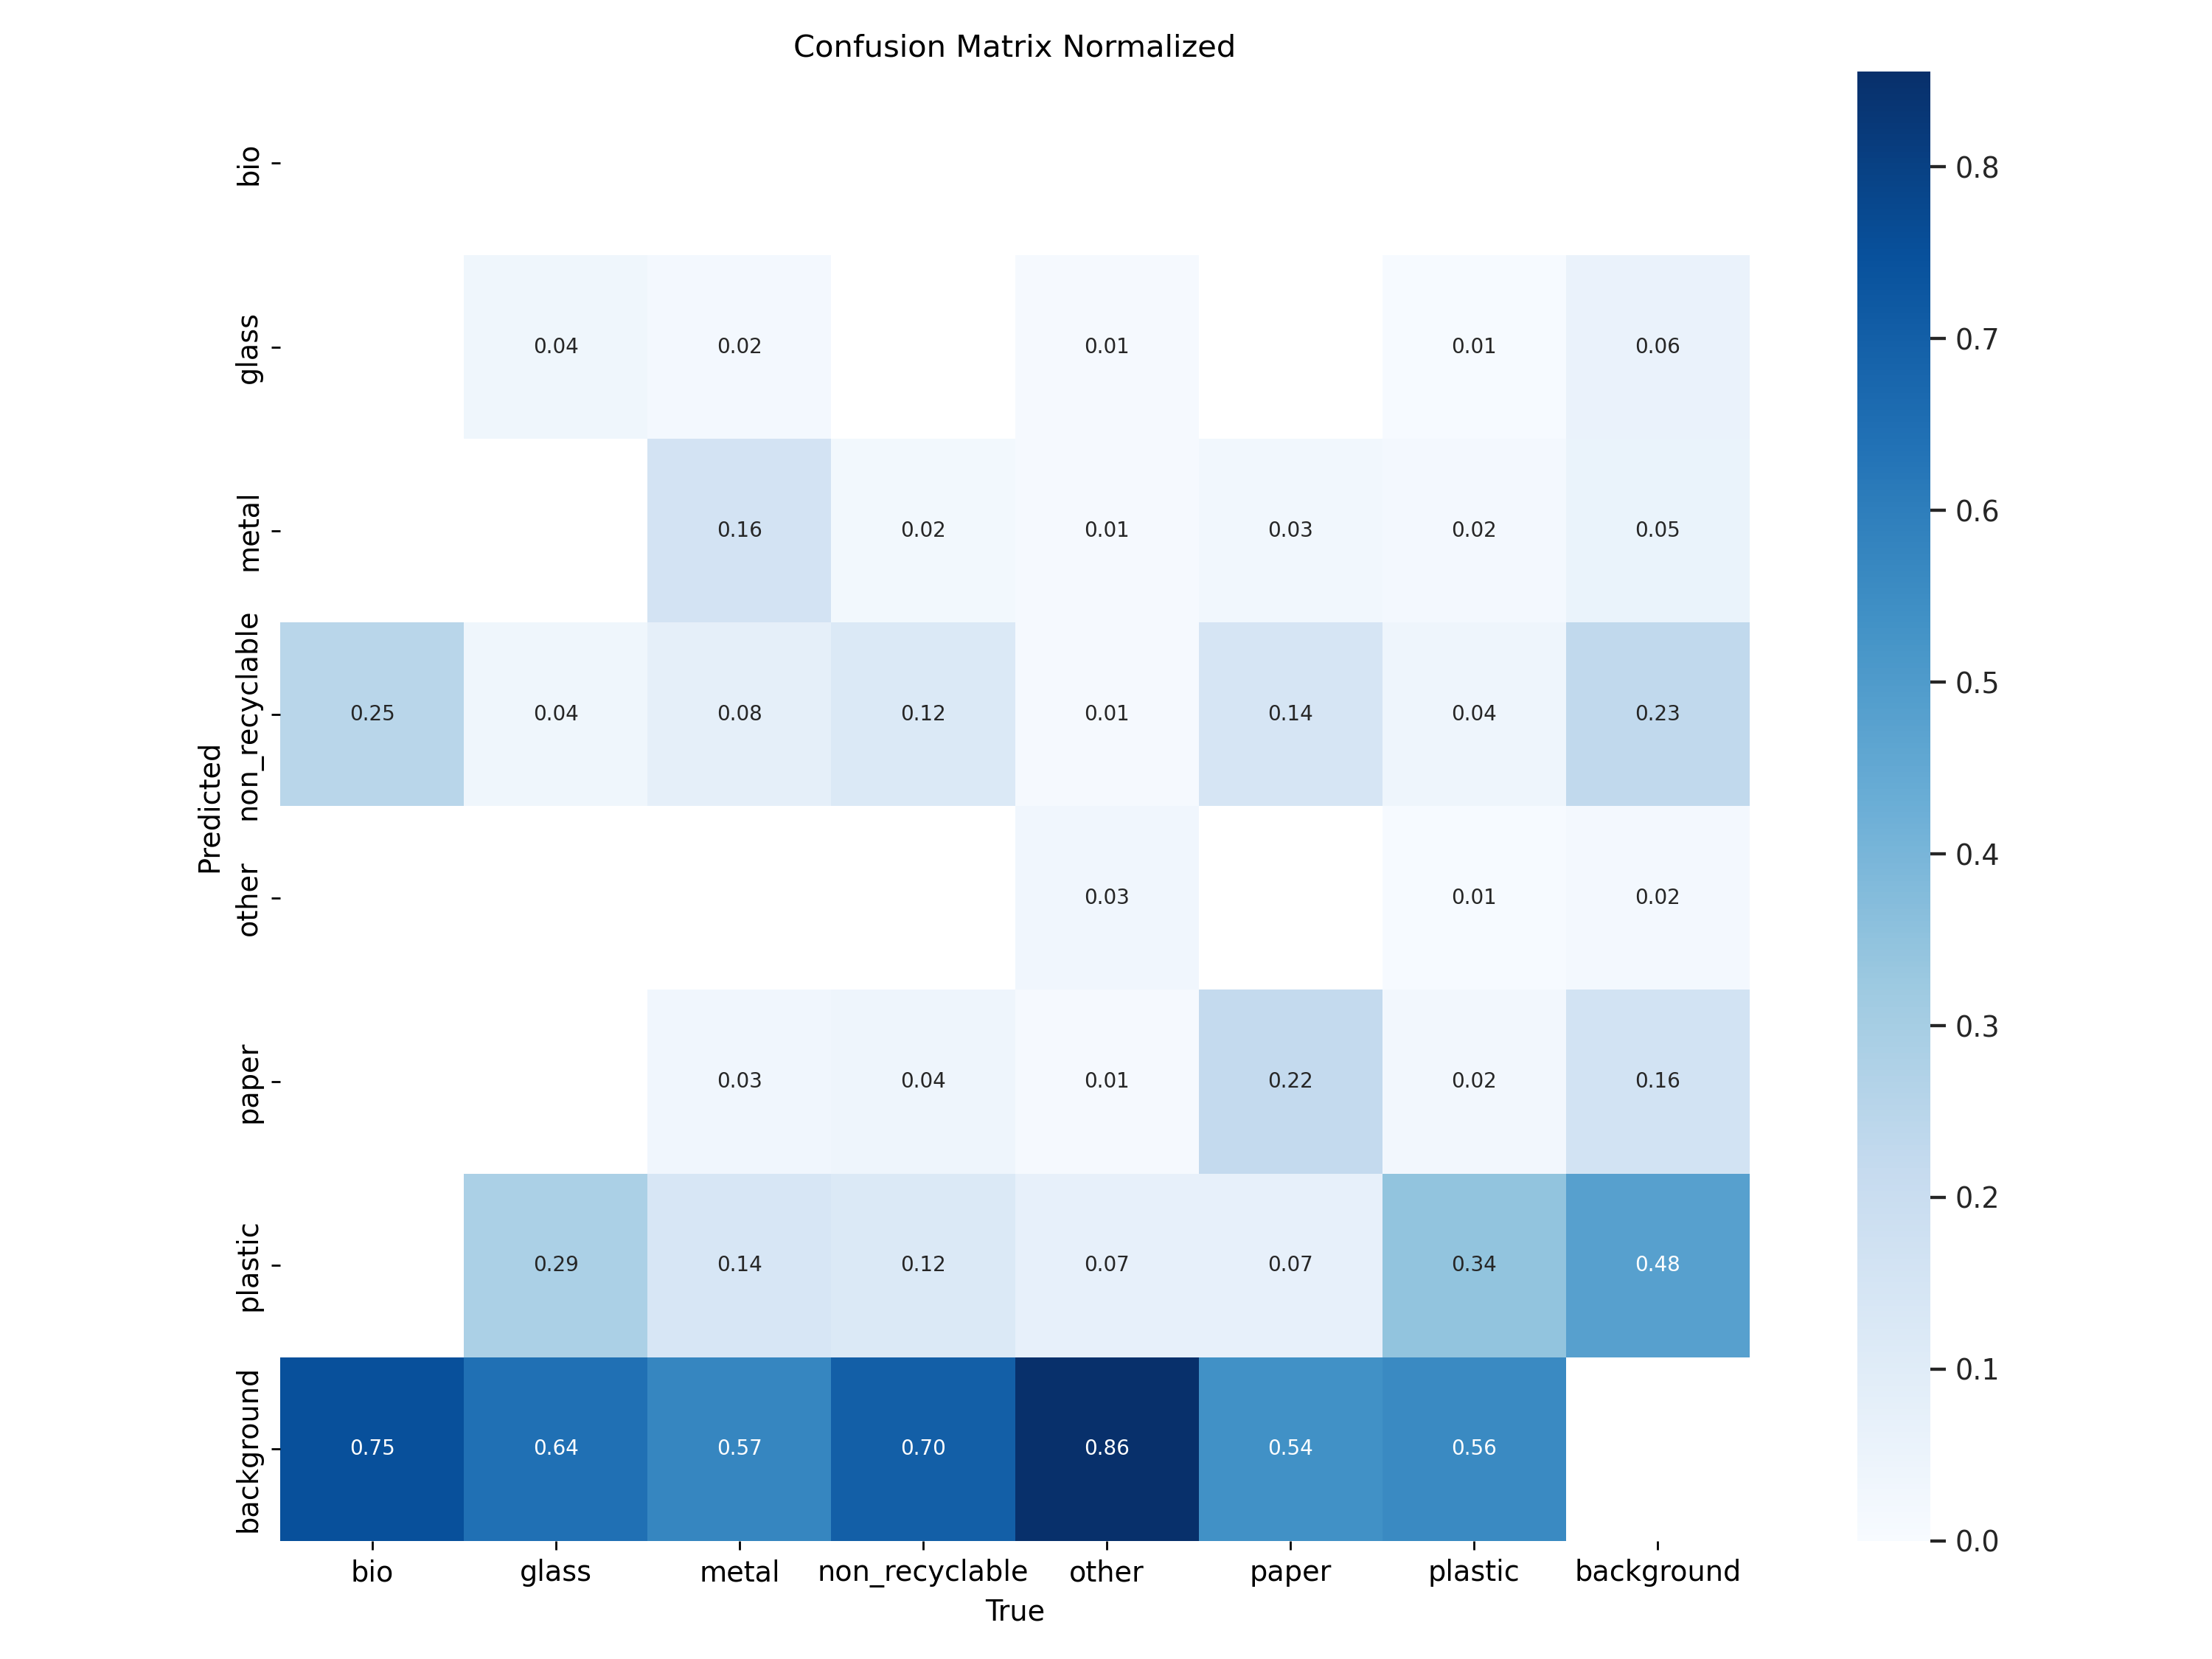 Confusion Matrix Normalized
bio
glass 0.04 0.02 0.01 0.01 0.06
metal 0.16 0.02 0.01 0.03 0.02 0.05
non_recyclable 0.25 0.04 0.08 0.12 0.01 0.14 0.04 0.23
other 0.03 0.01 0.02
paper 0.03 0.04 0.01 0.22 0.02 0.16
plastic 0.29 0.14 0.12 0.07 0.07 0.34 0.48
background 0.75 0.64 0.57 0.70 0.86 0.54 0.56
Predicted
bio glass metal non_recyclable other paper plastic background
True
0.8
0.7
0.6
0.5
0.4
0.3
0.2
0.1
0.0